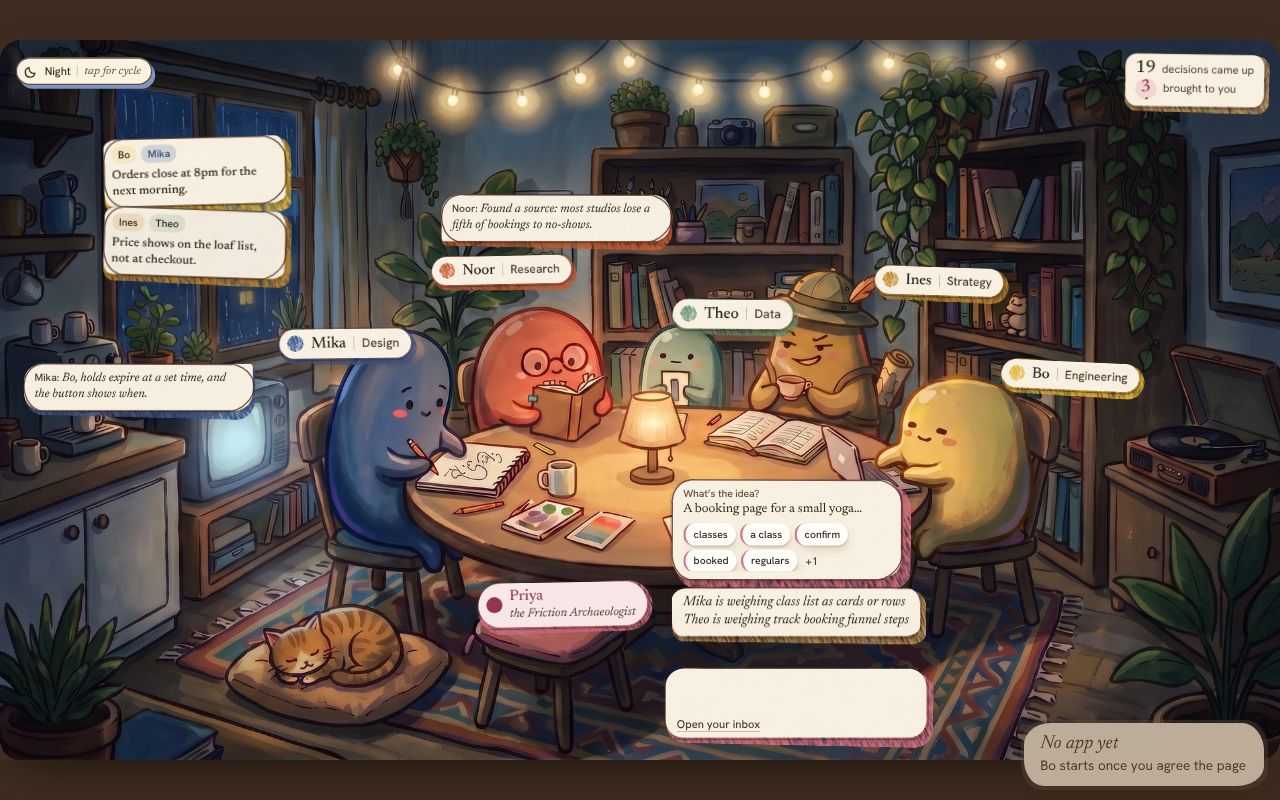 Night tap for cycle
19 decisions came up
3 brought to you
Bo Mika
Orders close at 8pm for the
next morning.
Ines Theo
Price shows on the loaf list,
not at checkout.
Noor: Found a source: most studios lose a
fifth of bookings to no-shows.
Noor Research
Ines Strategy
Theo Data
Mika Design
Bo Engineering
Mika: Bo, holds expire at a set time, and
the button shows when.
What's the idea?
A booking page for a small yoga...
classes a class confirm
booked regulars +1
Priya
the Friction Archaeologist
Mika is weighing class list as cards or rows
Theo is weighing track booking funnel steps
Open your inbox
No app yet
Bo starts once you agree the page